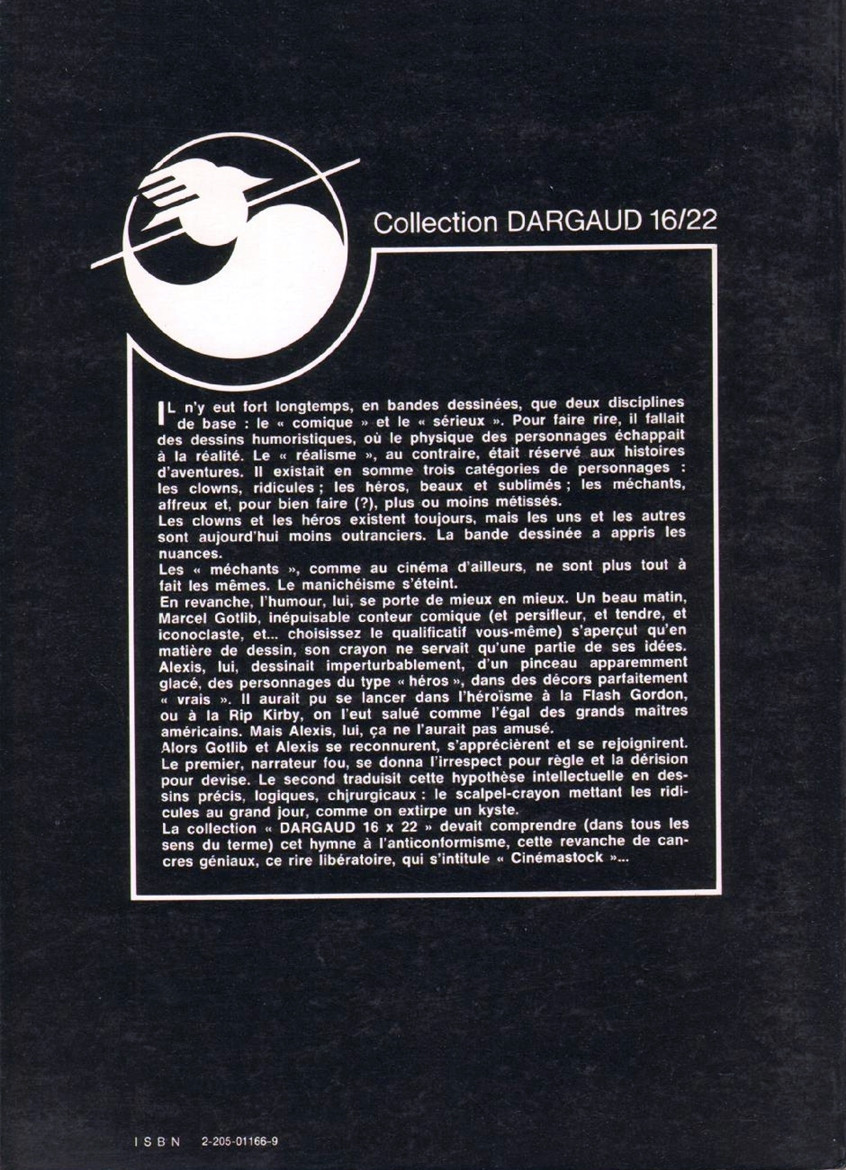 Collection DARGAUD 16/22
IL n'y eut fort longtemps, en bandes dessinées, que deux disciplines
de base : le « comique » et le « sérieux ». Pour faire rire, il fallait
des dessins humoristiques, où le physique des personnages échappait
à la réalité. Le « réalisme », au contraire, était réservé aux histoires
d'aventures. Il existait en somme trois catégories de personnages :
les clowns, ridicules ; les héros, beaux et sublimés ; les méchants,
affreux et, pour bien faire (?), plus ou moins métissés.
Les clowns et les héros existent toujours, mais les uns et les autres
sont aujourd'hui moins outranciers. La bande dessinée a appris les
nuances.
Les « méchants », comme au cinéma d'ailleurs, ne sont plus tout à
fait les mêmes. Le manichéisme s'éteint.
En revanche, l'humour, lui, se porte de mieux en mieux. Un beau matin,
Marcel Gotlib, inépuisable conteur comique (et persifleur, et tendre, et
iconoclaste, et... choisissez le qualificatif vous-même) s'aperçut qu'en
matière de dessin, son crayon ne servait qu'une partie de ses idées.
Alexis, lui, dessinait imperturbablement, d'un pinceau apparemment
glacé, des personnages du type « héros », dans des décors parfaitement
« vrais ». Il aurait pu se lancer dans l'héroïsme à la Flash Gordon,
ou à la Rip Kirby, on l'eut salué comme l'égal des grands maîtres
américains. Mais Alexis, lui, ça ne l'aurait pas amusé.
Alors Gotlib et Alexis se reconnurent, s'apprécièrent et se rejoignirent.
Le premier, narrateur fou, se donna l'irrespect pour règle et la dérision
pour devise. Le second traduisit cette hypothèse intellectuelle en des-
sins précis, logiques, chirurgicaux : le scalpel-crayon mettant les ridi-
cules au grand jour, comme on extirpe un kyste.
La collection « DARGAUD 16 x 22 » devait comprendre (dans tous les
sens du terme) cet hymne à l'anticonformisme, cette revanche de can-
cres géniaux, ce rire libératoire, qui s'intitule « Cinémastock »...
ISBN 2-205-01166-9